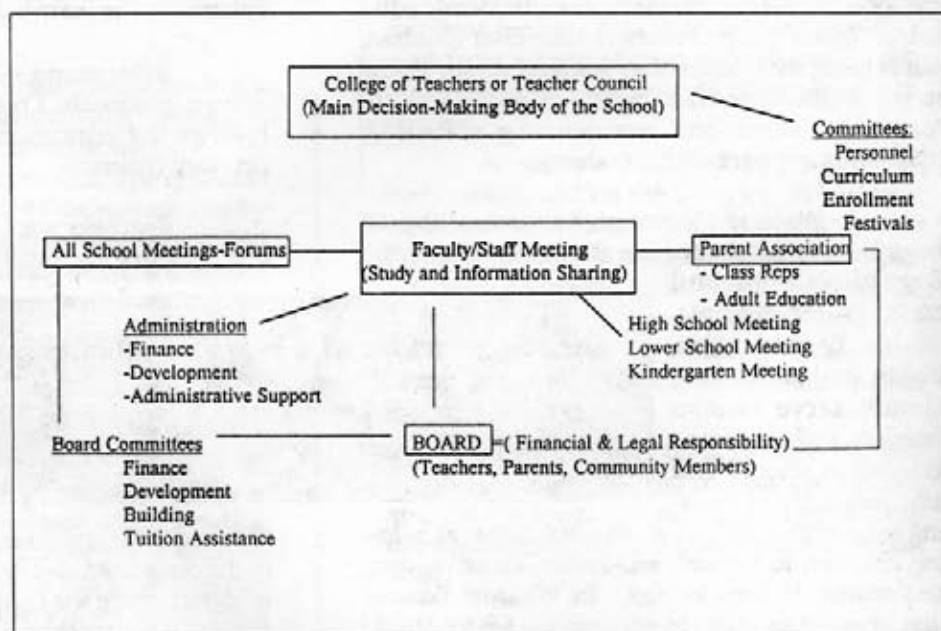 College of Teachers or Teacher Council
(Main Decision-Making Body of the School)
Committees:
Personnel
Curriculum
Enrollment
Festivals
All School Meetings-Forums
Faculty/Staff Meeting
(Study and Information Sharing)
Parent Association
- Class Reps
- Adult Education
High School Meeting
Lower School Meeting
Kindergarten Meeting
Administration
-Finance
-Development
-Administrative Support
Board Committees
Finance
Development
Building
Tuition Assistance
BOARD =( Financial & Legal Responsibility)
(Teachers, Parents, Community Members)